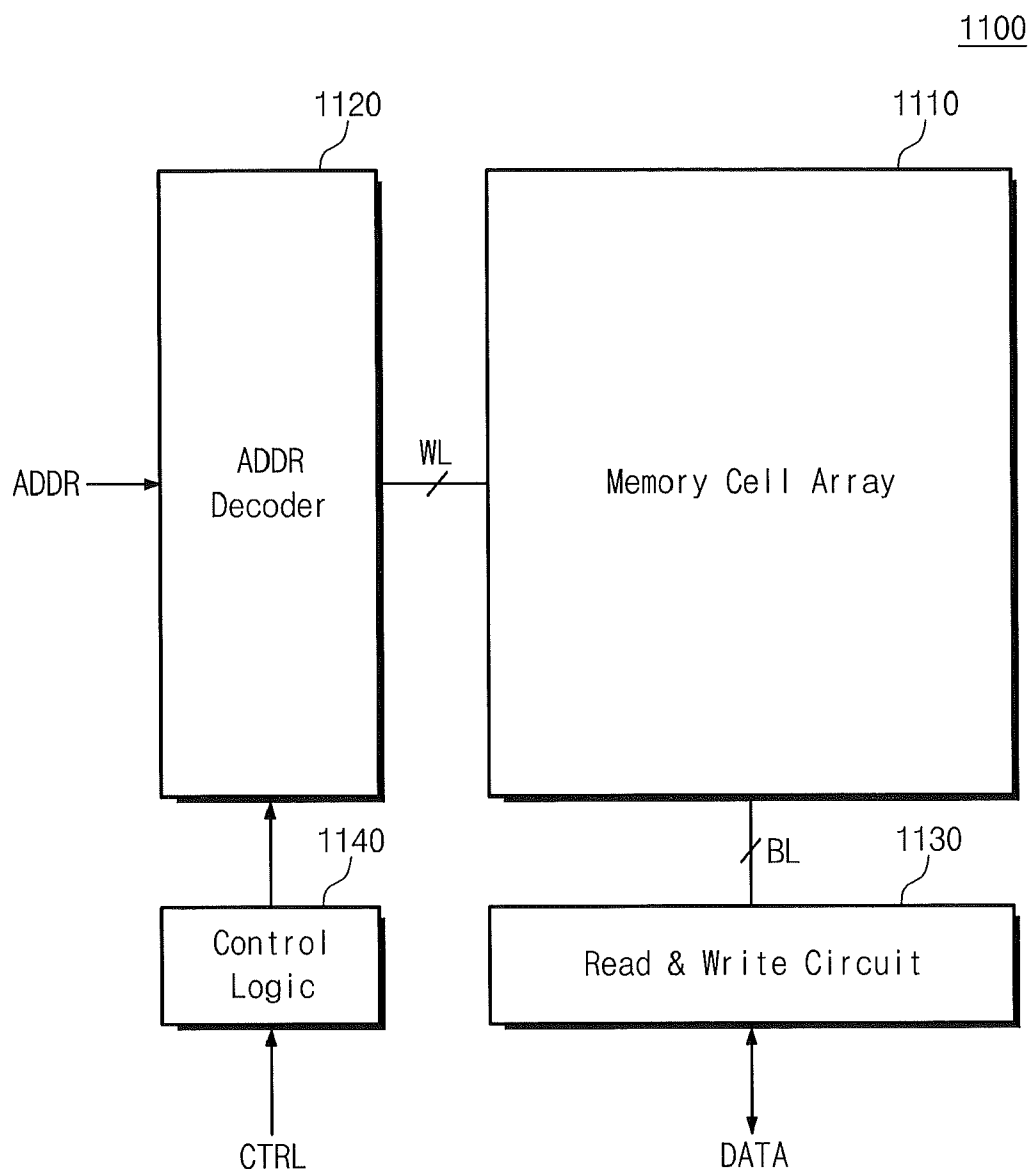 1100
1120
1110
ADDR
ADDR
Decoder
WL
Memory Cell Array
1140
BL
1130
Control
Logic
Read & Write Circuit
CTRL
DATA